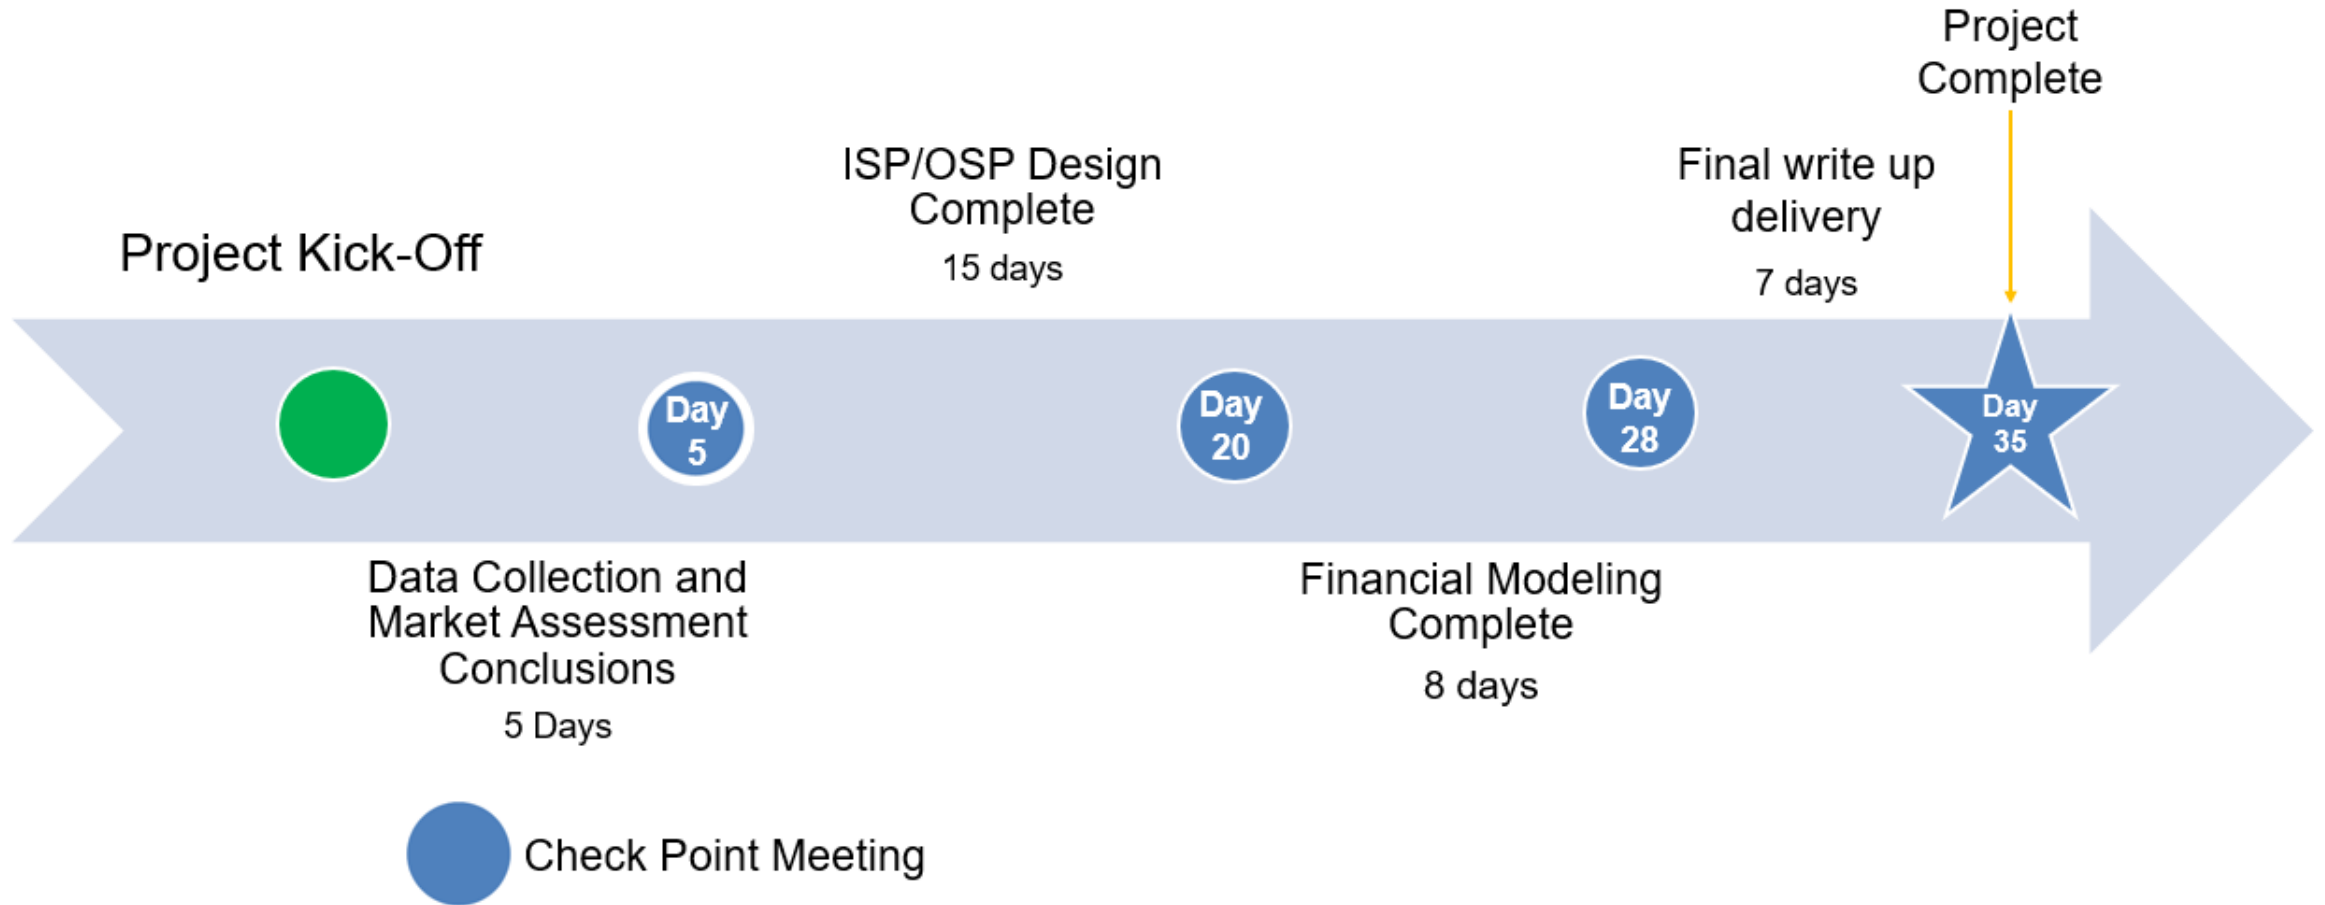 Project
Complete
ISP/OSP Design
Complete
15 days
Final write up
delivery
7 days
Project Kick-Off
Day
5
Day
20
Day
28
Day
35
Data Collection and
Market Assessment
Conclusions
5 Days
Financial Modeling
Complete
8 days
Check Point Meeting